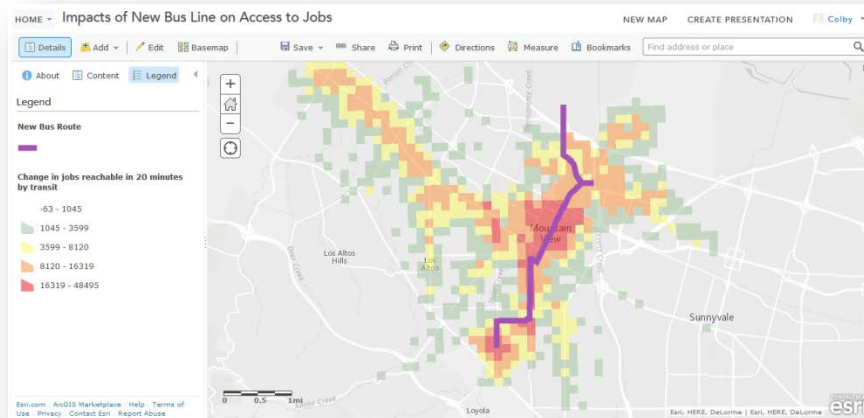 HOME Impacts of New Bus Line on Access to Jobs NEW MAP CREATE PRESENTATION Colby
Details Add Edit Basemap Save Share Print Directions Measure Bookmarks Find address or place
About Content Legend
Legend
New Bus Route
Change in jobs reachable in 20 minutes
by transit
-63 - 1045
1045 - 3599
3599 - 8120
8120 - 16319
16319 - 48495
Mountain
View
Los Altos
Hills
Los
Altos
Sunnyvale
Loyola
0 0.5 1mi
Esri.com ArcGIS Marketplace Help Terms of
Use Privacy Contact Esri Report Abuse
Esri, HERE, DeLorme | Esri, HERE, DeLorme
esri